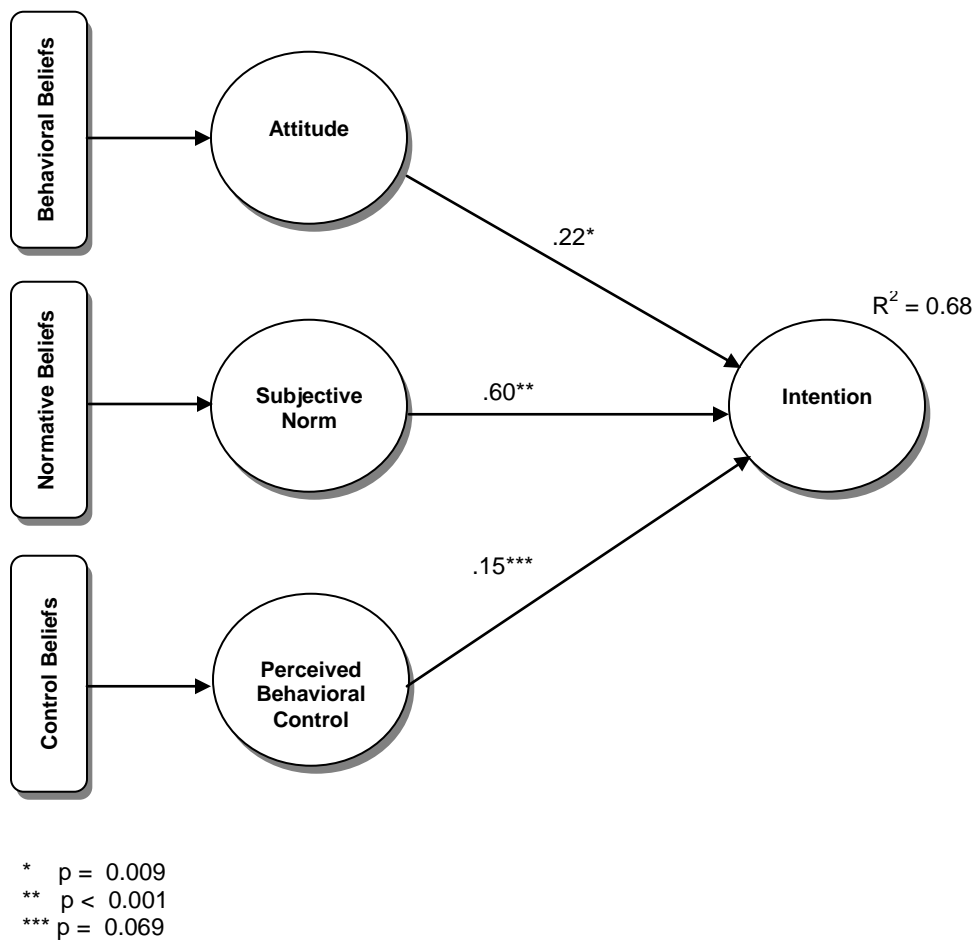 Behavioral Beliefs
Attitude
.22*
Normative Beliefs
Subjective
Norm
.60**
R² = 0.68
Intention
Control Beliefs
Perceived
Behavioral
Control
.15***
* p = 0.009
** p < 0.001
*** p = 0.069